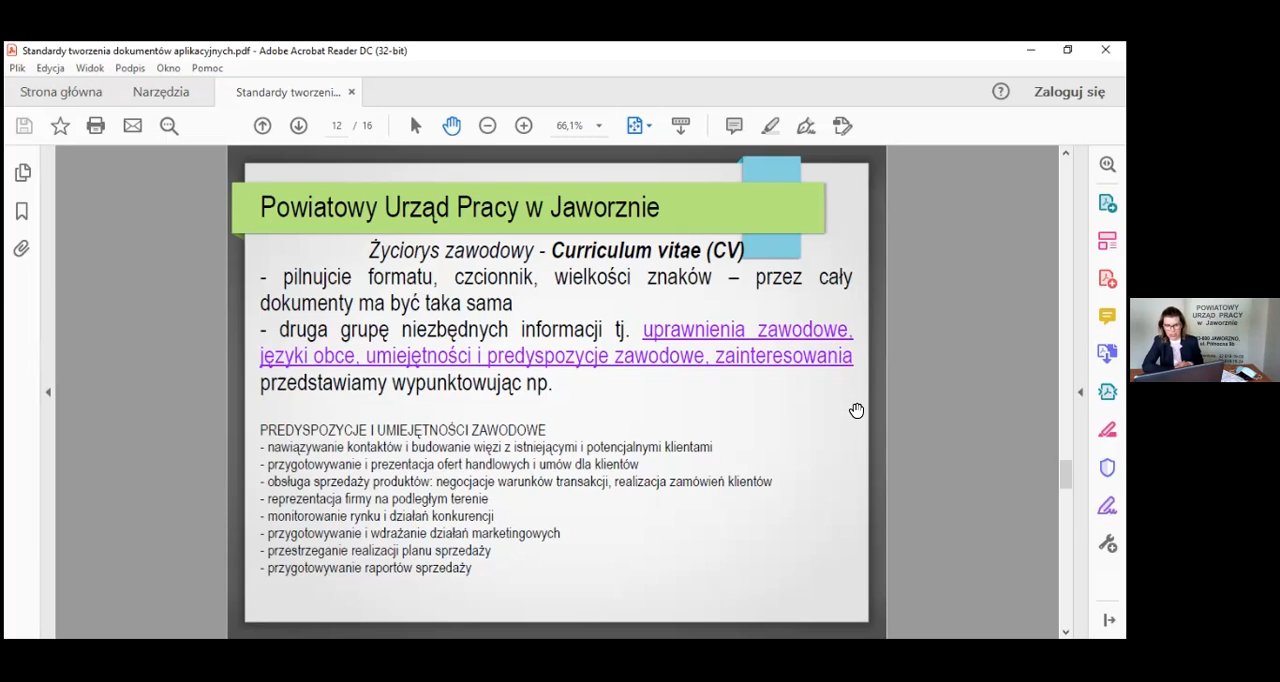 Standardy tworzenia dokumentów aplikacyjnych.pdf - Adobe Acrobat Reader DC (32-bit)
Plik Edycja Widok Podpis Okno Pomoc
Strona główna Narzędzia Standardy tworzeni... Zaloguj się
12 / 16 66,1%
Powiatowy Urząd Pracy w Jaworznie
Życiorys zawodowy - Curriculum vitae (CV)
- pilnujcie formatu, czcionnik, wielkości znaków – przez cały
dokumenty ma być taka sama
- druga grupę niezbędnych informacji tj. uprawnienia zawodowe,
języki obce, umiejętności i predyspozycje zawodowe, zainteresowania
przedstawiamy wypunktowując np.
PREDYSPOZYCJE I UMIEJĘTNOŚCI ZAWODOWE
- nawiązywanie kontaktów i budowanie więzi z istniejącymi i potencjalnymi klientami
- przygotowywanie i prezentacja ofert handlowych i umów dla klientów
- obsługa sprzedaży produktów: negocjacje warunków transakcji, realizacja zamówień klientów
- reprezentacja firmy na podległym terenie
- monitorowanie rynku i działań konkurencji
- przygotowywanie i wdrażanie działań marketingowych
- przestrzeganie realizacji planu sprzedaży
- przygotowywanie raportów sprzedaży
POWIATOWY
URZĄD PRACY
w Jaworznie
JAWORZNO,